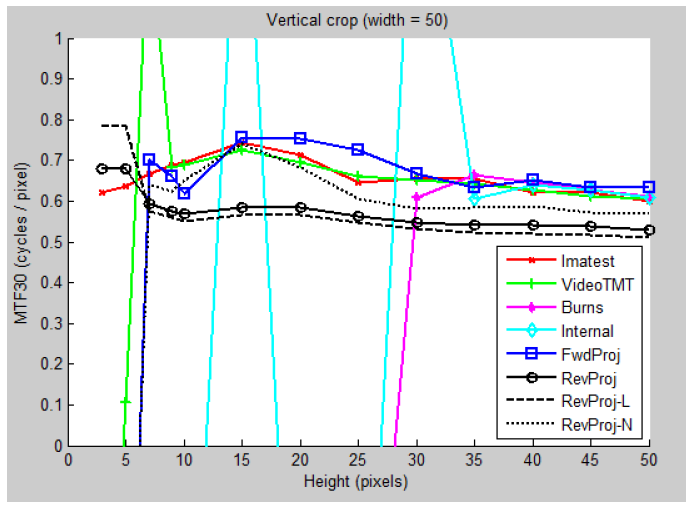 Vertical crop (width = 50)
1
0.9
0.8
0.7
0.6
0.5
0.4
0.3
0.2
0.1
0
MTF30 (cycles / pixel)
0 5 10 15 20 25 30 35 40 45 50
Height (pixels)
Imatest
VideoTMT
Burns
Internal
FwdProj
RevProj
RevProj-L
RevProj-N